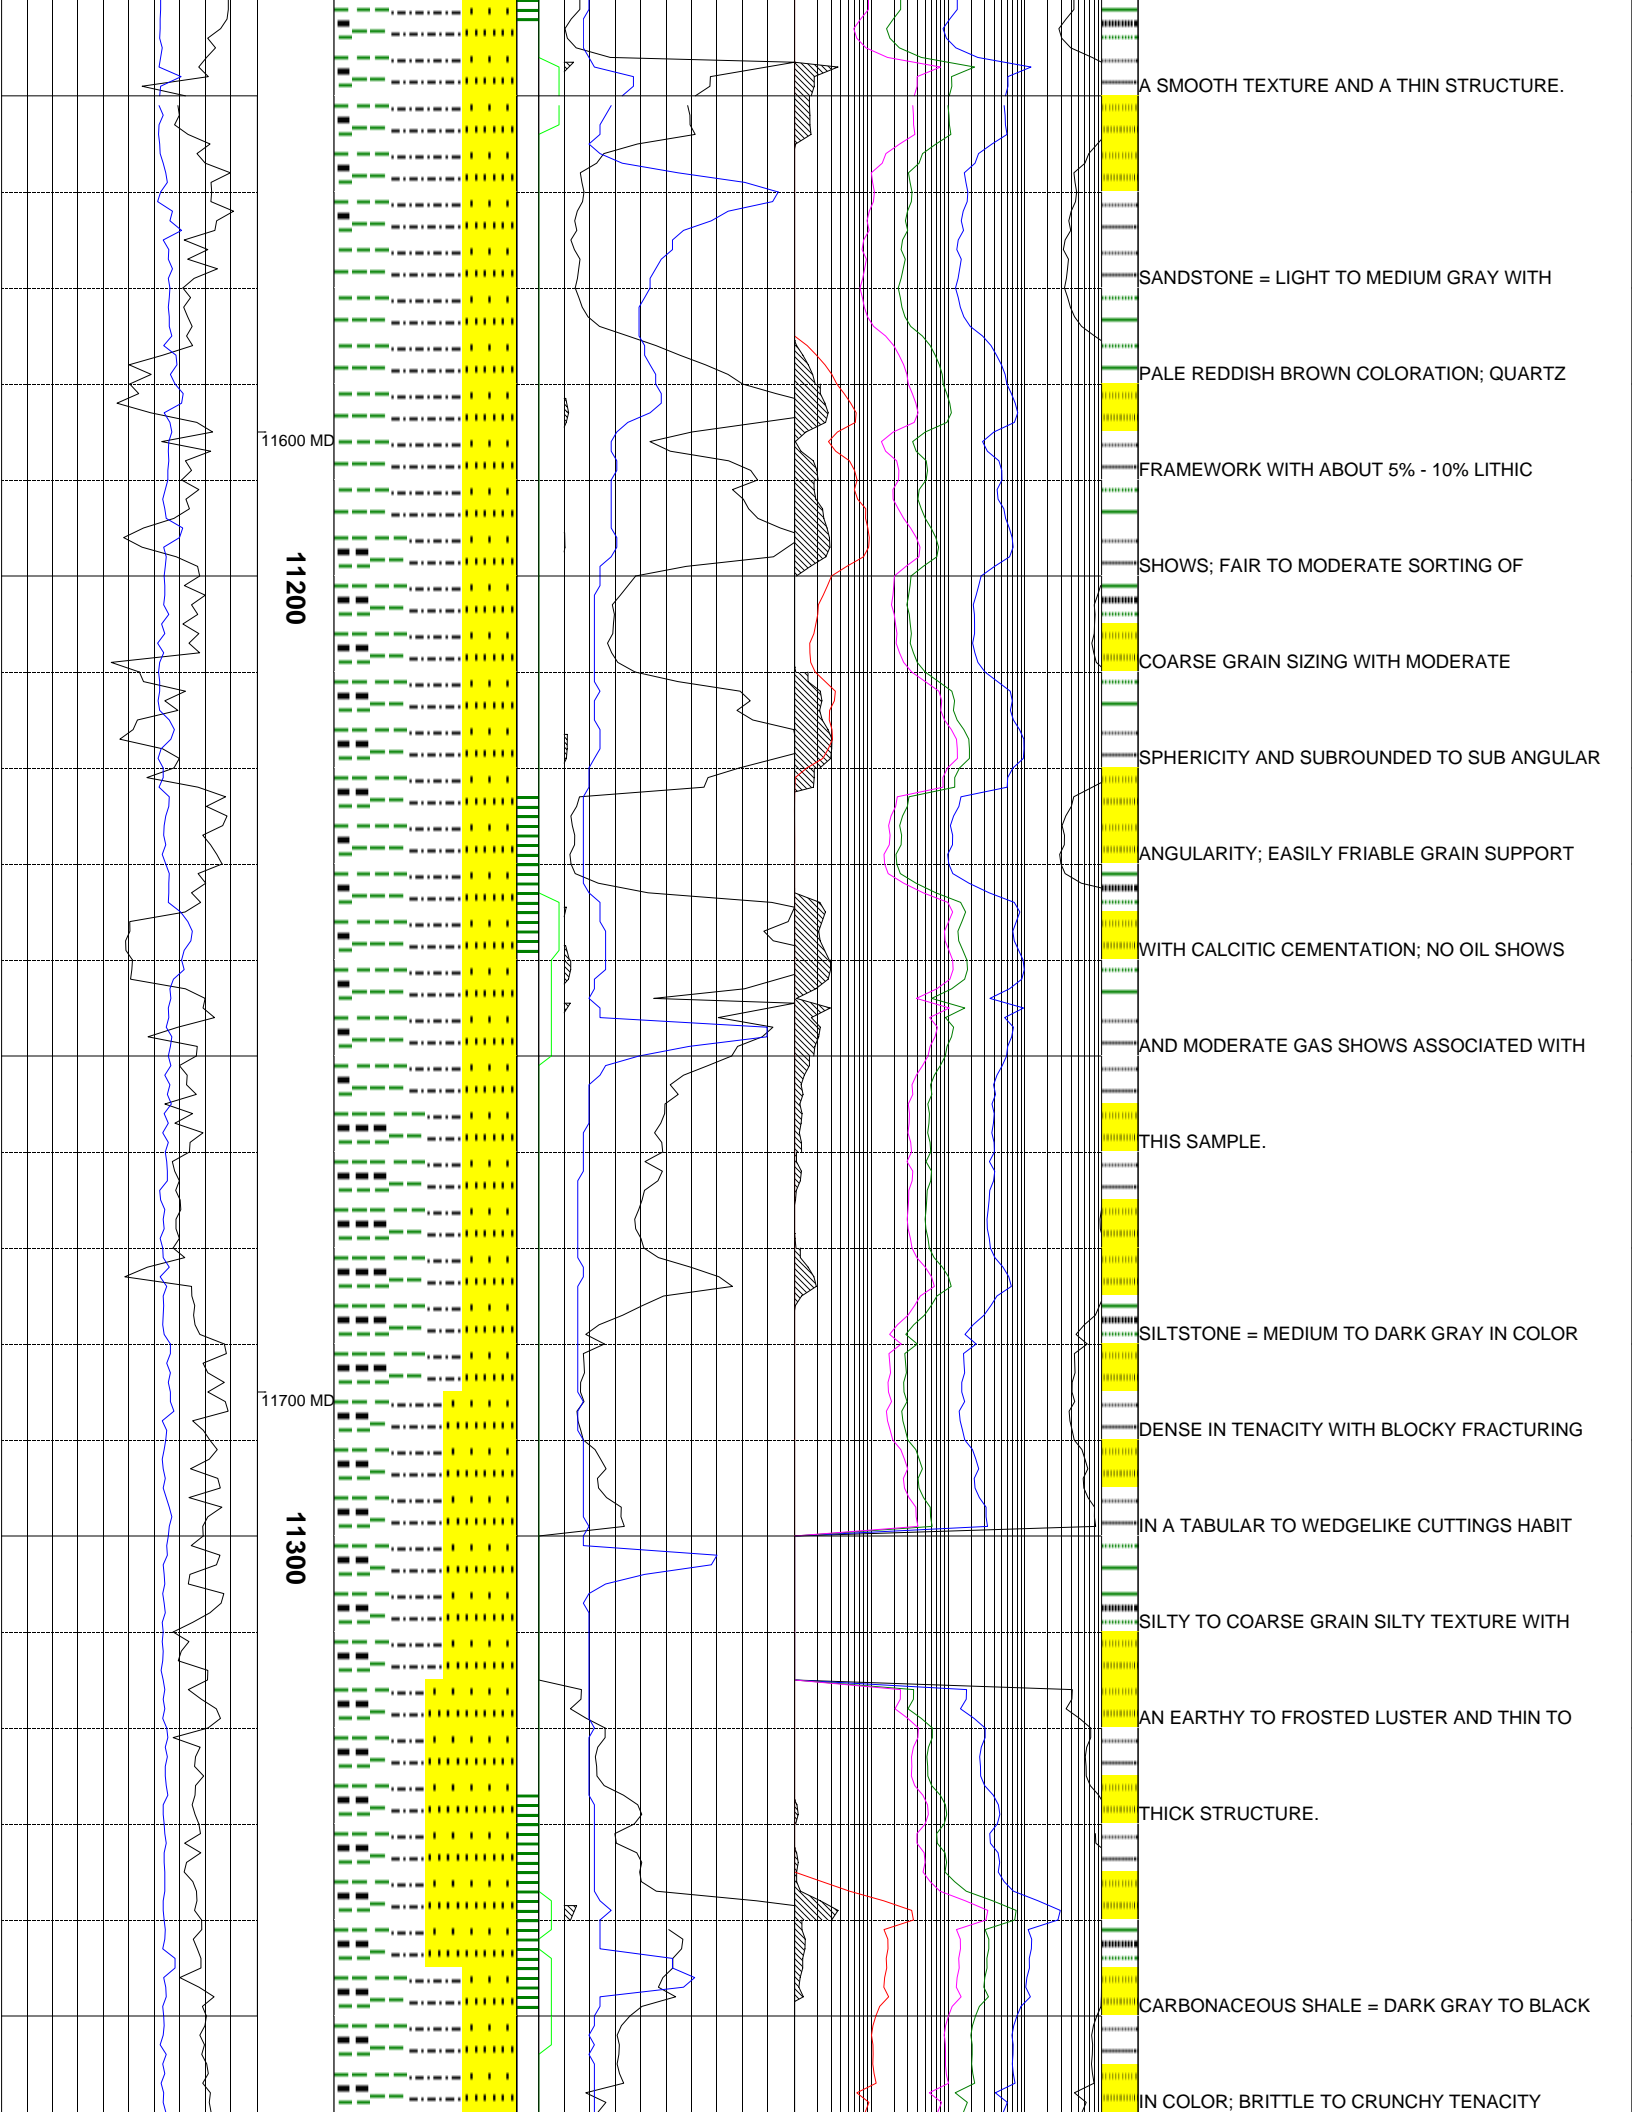 A SMOOTH TEXTURE AND A THIN STRUCTURE.
SANDSTONE = LIGHT TO MEDIUM GRAY WITH
PALE REDDISH BROWN COLORATION; QUARTZ
11600 MD
FRAMEWORK WITH ABOUT 5% - 10% LITHIC
SHOWS; FAIR TO MODERATE SORTING OF
11200
COARSE GRAIN SIZING WITH MODERATE
SPHERICITY AND SUBROUNDED TO SUB ANGULAR
ANGULARITY; EASILY FRIABLE GRAIN SUPPORT
WITH CALCITIC CEMENTATION; NO OIL SHOWS
AND MODERATE GAS SHOWS ASSOCIATED WITH
THIS SAMPLE.
SILTSTONE = MEDIUM TO DARK GRAY IN COLOR
11700 MD
DENSE IN TENACITY WITH BLOCKY FRACTURING
IN A TABULAR TO WEDGELIKE CUTTINGS HABIT
11300
SILTY TO COARSE GRAIN SILTY TEXTURE WITH
AN EARTHY TO FROSTED LUSTER AND THIN TO
THICK STRUCTURE.
CARBONACEOUS SHALE = DARK GRAY TO BLACK
IN COLOR; BRITTLE TO CRUNCHY TENACITY